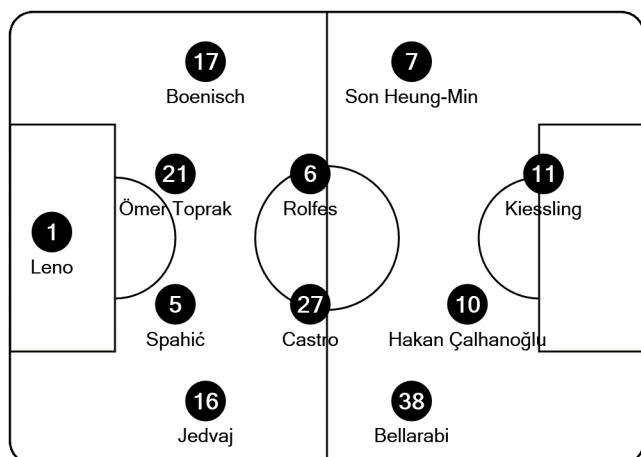 17
Boenisch
7
Son Heung-Min
21
Ömer Toprak
6
Rolfes
11
Kiessling
1
Leno
5
Spahić
27
Castro
10
Hakan Çalhanoğlu
16
Jedvaj
38
Bellarabi